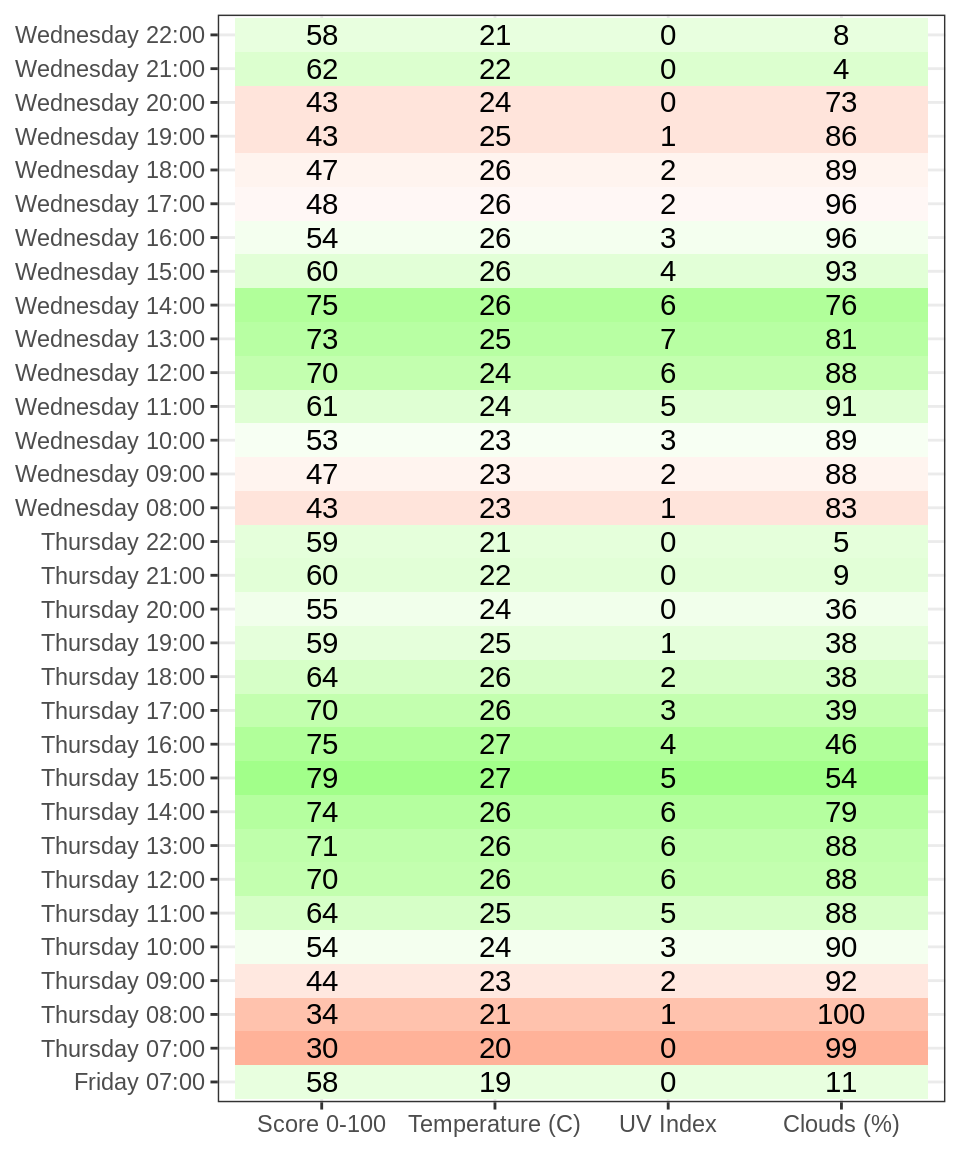 Wednesday 22:00 58 21 0 8
Wednesday 21:00 62 22 0 4
Wednesday 20:00 43 24 0 73
Wednesday 19:00 43 25 1 86
Wednesday 18:00 47 26 2 89
Wednesday 17:00 48 26 2 96
Wednesday 16:00 54 26 3 96
Wednesday 15:00 60 26 4 93
Wednesday 14:00 75 26 6 76
Wednesday 13:00 73 25 7 81
Wednesday 12:00 70 24 6 88
Wednesday 11:00 61 24 5 91
Wednesday 10:00 53 23 3 89
Wednesday 09:00 47 23 2 88
Wednesday 08:00 43 23 1 83
Thursday 22:00 59 21 0 5
Thursday 21:00 60 22 0 9
Thursday 20:00 55 24 0 36
Thursday 19:00 59 25 1 38
Thursday 18:00 64 26 2 38
Thursday 17:00 70 26 3 39
Thursday 16:00 75 27 4 46
Thursday 15:00 79 27 5 54
Thursday 14:00 74 26 6 79
Thursday 13:00 71 26 6 88
Thursday 12:00 70 26 6 88
Thursday 11:00 64 25 5 88
Thursday 10:00 54 24 3 90
Thursday 09:00 44 23 2 92
Thursday 08:00 34 21 1 100
Thursday 07:00 30 20 0 99
Friday 07:00 58 19 0 11
Score 0-100 Temperature (C) UV Index Clouds (%)